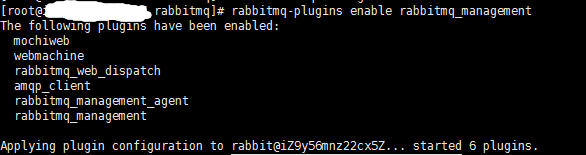 [root@i rabbitmq]# rabbitmq-plugins enable rabbitmq_management
The following plugins have been enabled:
mochiweb
webmachine
rabbitmq_web_dispatch
amqp_client
rabbitmq_management_agent
rabbitmq_management
Applying plugin configuration to rabbit@iZ9y56mnz22cx5Z... started 6 plugins.